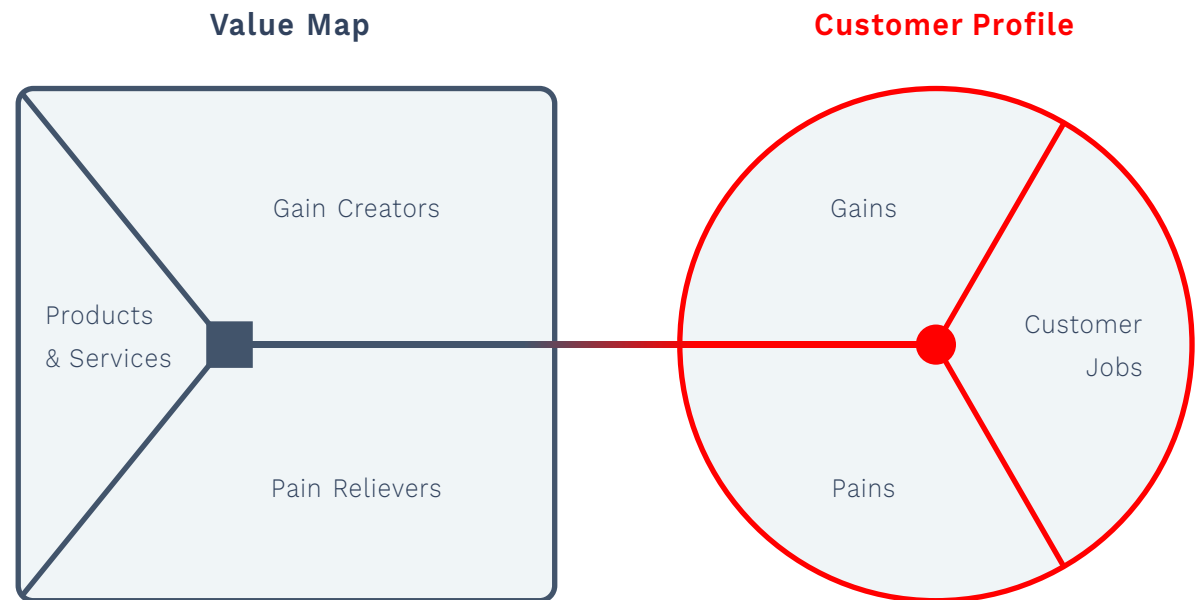 Value Map
Customer Profile
Gain Creators
Gains
Products
& Services
Customer
Jobs
Pain Relievers
Pains